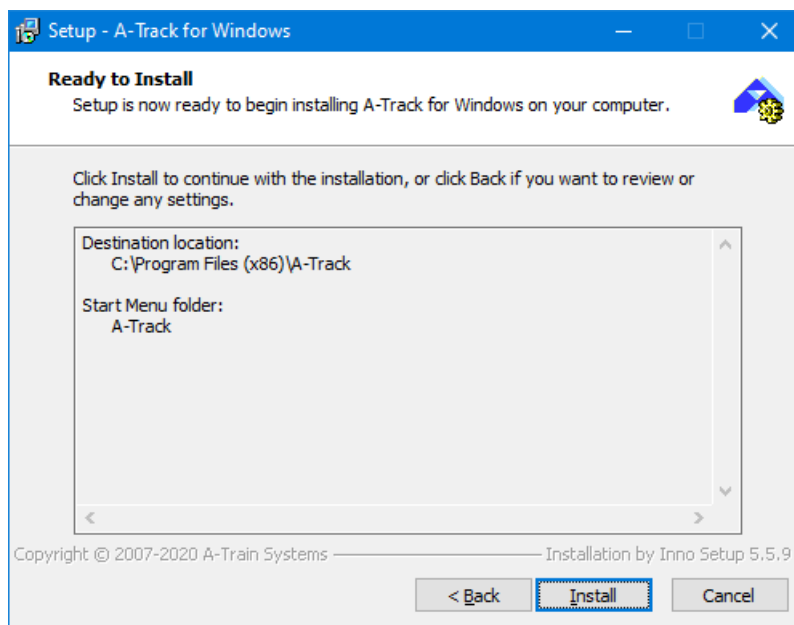 Setup - A-Track for Windows
Ready to Install
Setup is now ready to begin installing A-Track for Windows on your computer.
Click Install to continue with the installation, or click Back if you want to review or
change any settings.
Destination location:
C:\Program Files (x86)\A-Track
Start Menu folder:
A-Track
Copyright © 2007-2020 A-Train Systems
Installation by Inno Setup 5.5.9
< Back
Install
Cancel